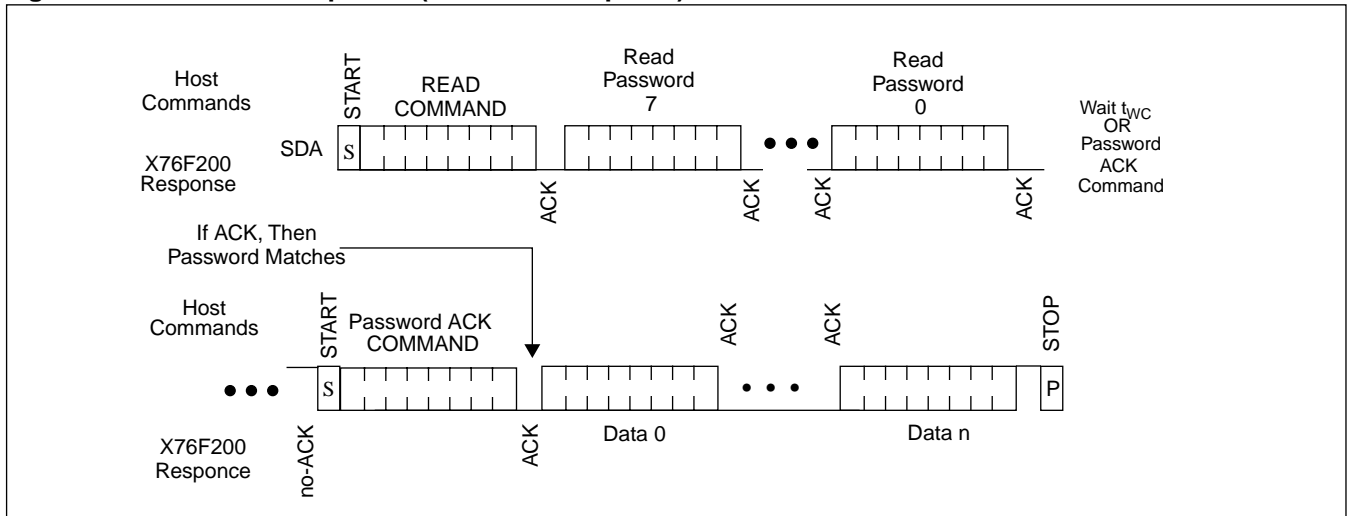 Host
Commands
START
READ
COMMAND
Read
Password
7
Read
Password
0
Wait tWC
OR
Password
ACK
Command
SDA
S
X76F200
Response
ACK
ACK
ACK
ACK
If ACK, Then
Password Matches
Host
Commands
START
Password ACK
COMMAND
ACK
ACK
STOP
S
P
X76F200
Responce
no-ACK
ACK
Data 0
Data n